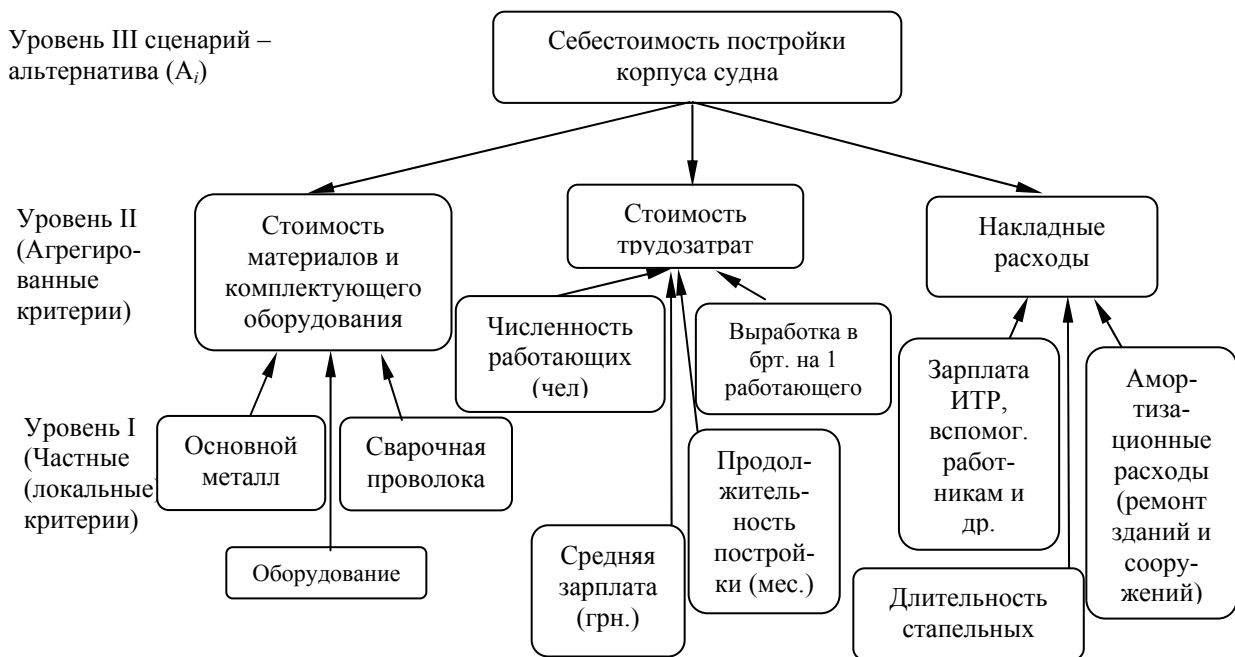 Уровень III сценарий –
альтернатива (Ai)
Себестоимость постройки
корпуса судна
Уровень II
(Агрегиро-
ванные
критерии)
Стоимость
материалов и
комплектующего
оборудования
Стоимость
трудозатрат
Накладные
расходы
Численность
работающих
(чел)
Выработка в
брт. на 1
работающего
Уровень I
(Частные
(локальные)
критерии)
Основной
металл
Сварочная
проволока
Оборудование
Средняя
зарплата
(грн.)
Продол-
житель-
ность
построй-
ки (мес.)
Зарплата
ИТР,
вспомог.
работ-
никам и
др.
Длительность
стапельных
Амор-
тиза-
ционные
расходы
(ремонт
зданий и
соору-
жений)